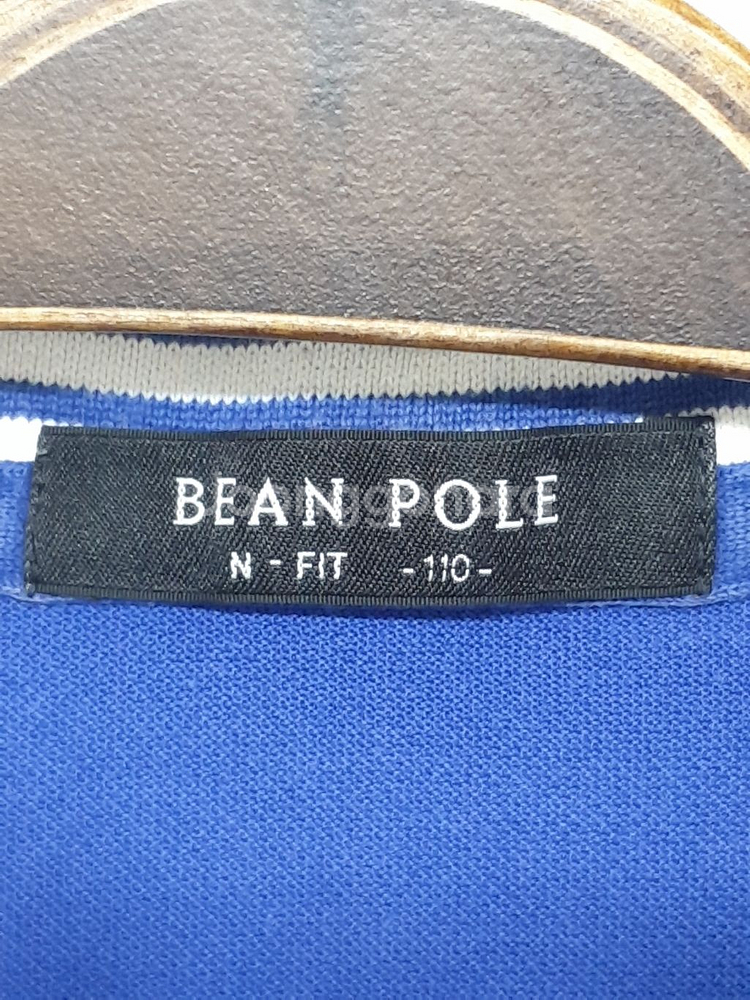 BEAN POLE
N - FIT -110-